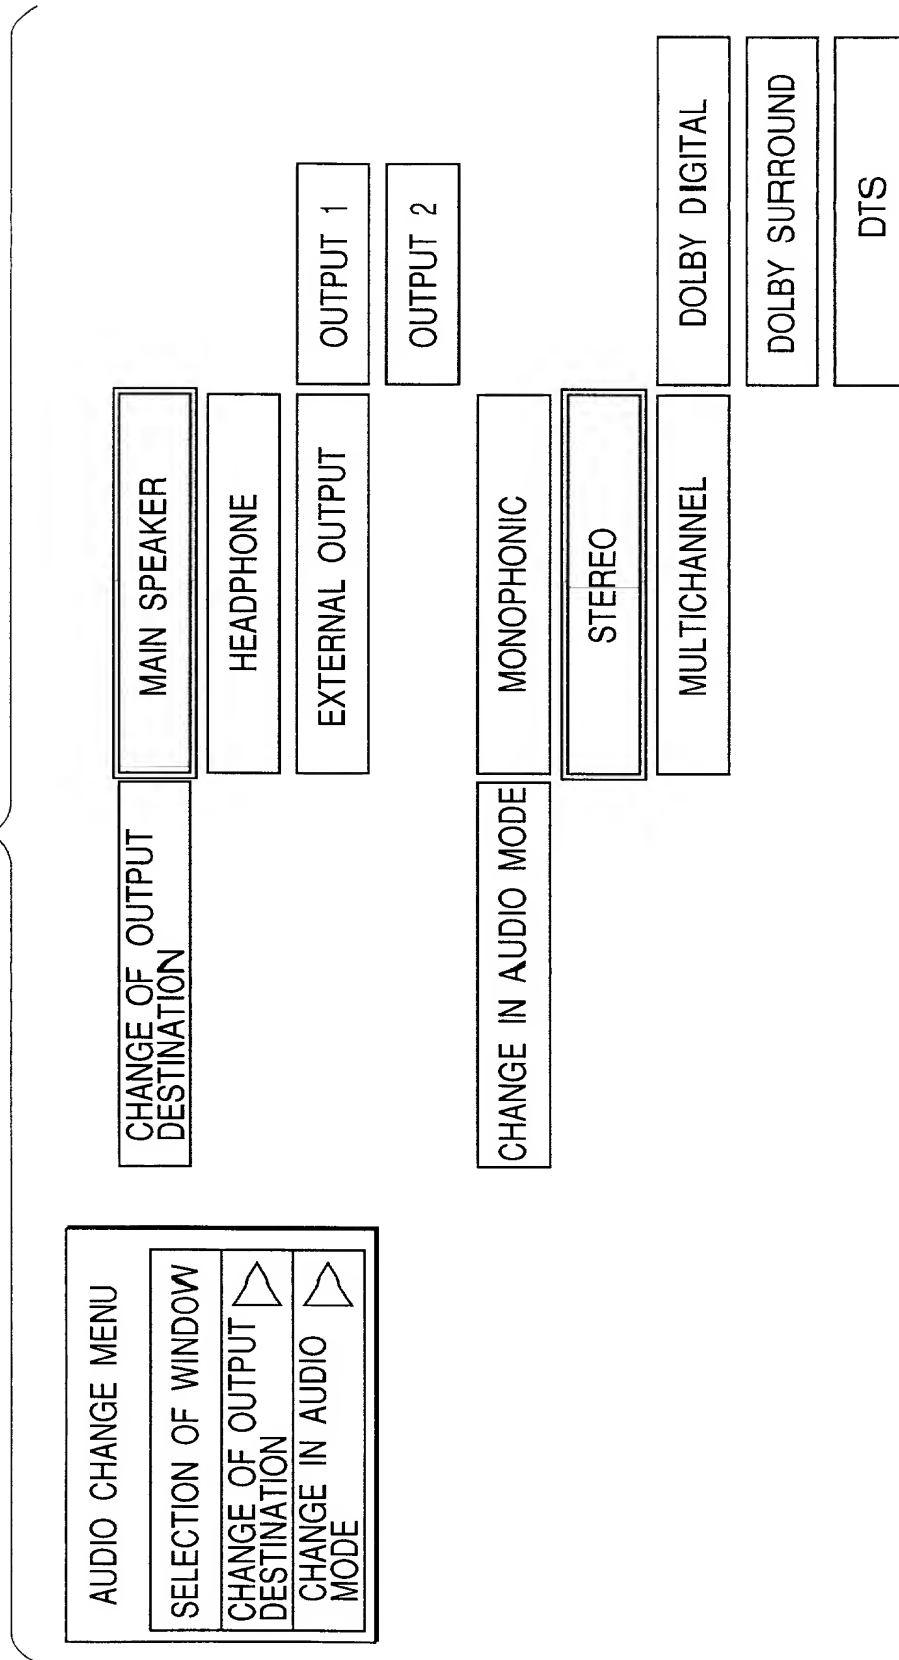 AUDIO CHANGE MENU
SELECTION OF WINDOW
CHANGE OF OUTPUT
DESTINATION
CHANGE IN AUDIO
MODE
CHANGE OF OUTPUT
DESTINATION
MAIN SPEAKER
HEADPHONE
EXTERNAL OUTPUT
OUTPUT 1
OUTPUT 2
CHANGE IN AUDIO MODE
MONOPHONIC
STEREO
MULTICHANNEL
DOLBY DIGITAL
DOLBY SURROUND
DTS